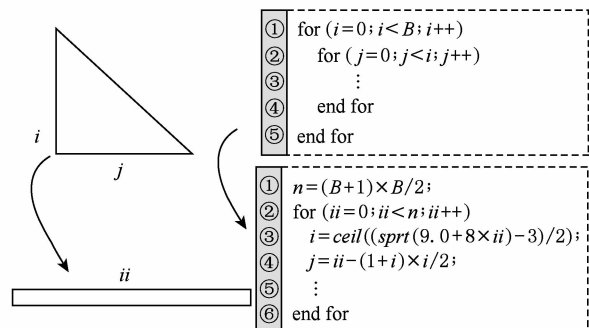 ① for (i=0;i<B;i++)
② for (j=0;j<i;j++)
③ ⋮
④ end for
⑤ end for
i
j
① n=(B+1)×B/2;
② for (ii=0;ii<n;ii++)
③ i=ceil((sprt(9.0+8×ii)-3)/2);
④ j=ii-(1+i)×i/2;
⑤ ⋮
⑥ end for
ii